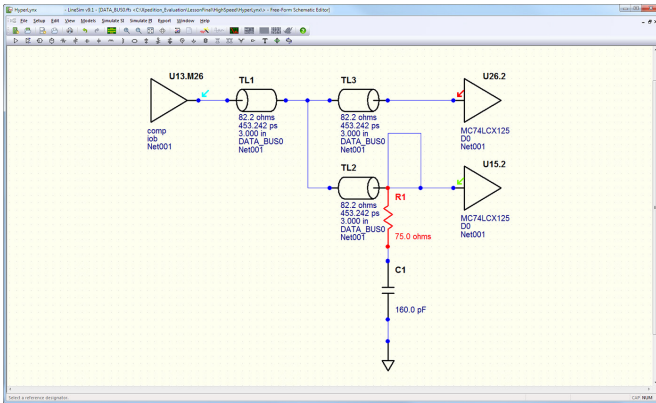 HyperLynx - LineSim v9.1 - [DATA_BUS0.ffs <C:\Xpedition_Evaluation\LessonFinal\HighSpeed\HyperLynx\> - Free-Form Schematic Editor]
File Setup Edit View Models Simulate SI Simulate PI Export Window Help
U13.M26
TL1
TL3
U26.2
comp
iob
Net001
82.2 ohms
453.242 ps
3.000 in
DATA_BUS0
Net001
82.2 ohms
453.242 ps
3.000 in
DATA_BUS0
Net001
MC74LCX125
D0
Net001
TL2
U15.2
82.2 ohms
453.242 ps
3.000 in
DATA_BUS0
Net001
R1
75.0 ohms
MC74LCX125
D0
Net001
C1
160.0 pF
Select a reference designator.
CAP NUM